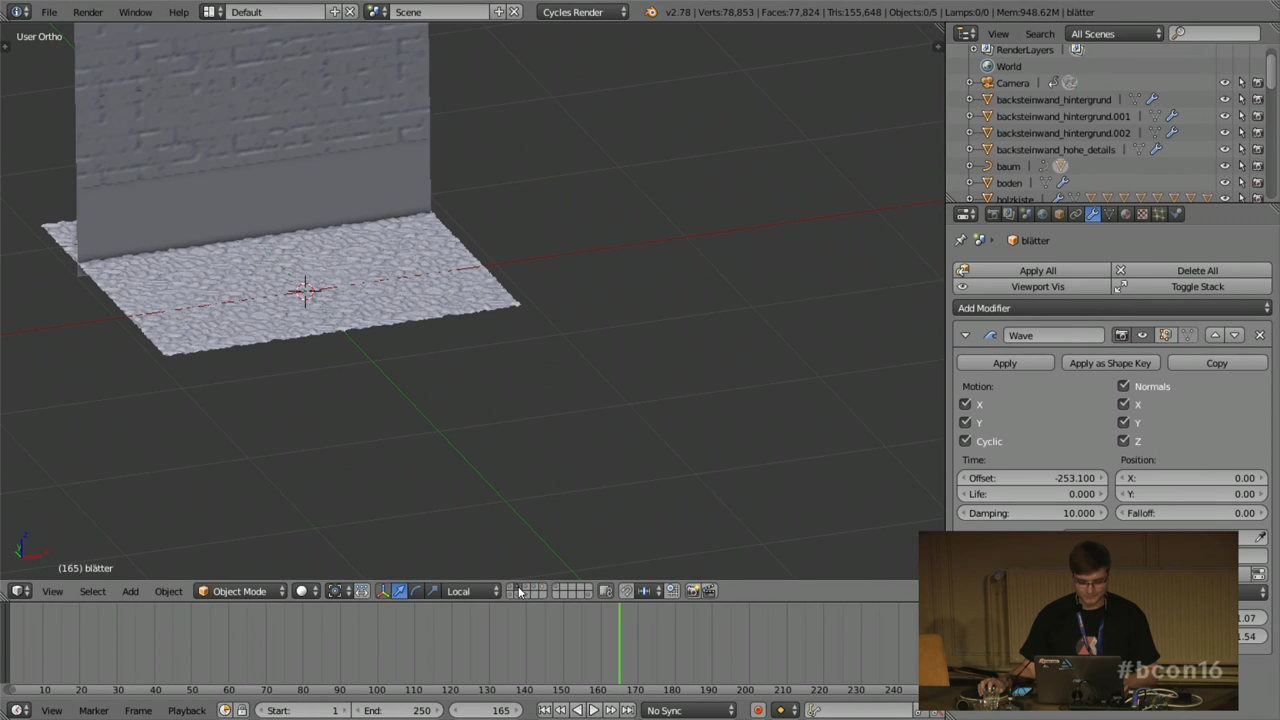 File Render Window Help Default Scene Cycles Render v2.78 | Verts:78,853 | Faces:77,824 | Tris:155,648 | Objects:0/5 | Lamps:0/0 | Mem:948.62M | blätter
User Ortho
View Search All Scenes
RenderLayers
World
Camera
backsteinwand_hintergrund
backsteinwand_hintergrund.001
backsteinwand_hintergrund.002
backsteinwand_hohe_details
baum
boden
holzkiste
blätter
Apply All Delete All
Viewport Vis Toggle Stack
Add Modifier
Wave
Apply Apply as Shape Key Copy
Motion: Normals
X X
Y Y
Cyclic Z
Time: Position:
Offset: -253.100 X: 0.00
Life: 0.000 Y: 0.00
Damping: 10.000 Falloff: 0.00
1.07
1.54
(165) blätter
View Select Add Object Object Mode Local
10 20 30 40 50 60 70 80 90 100 110 120 130 140 150 160 170 180 190 200 210 220 230 240
View Marker Frame Playback Start: 1 End: 250 165 No Sync
#bcon16